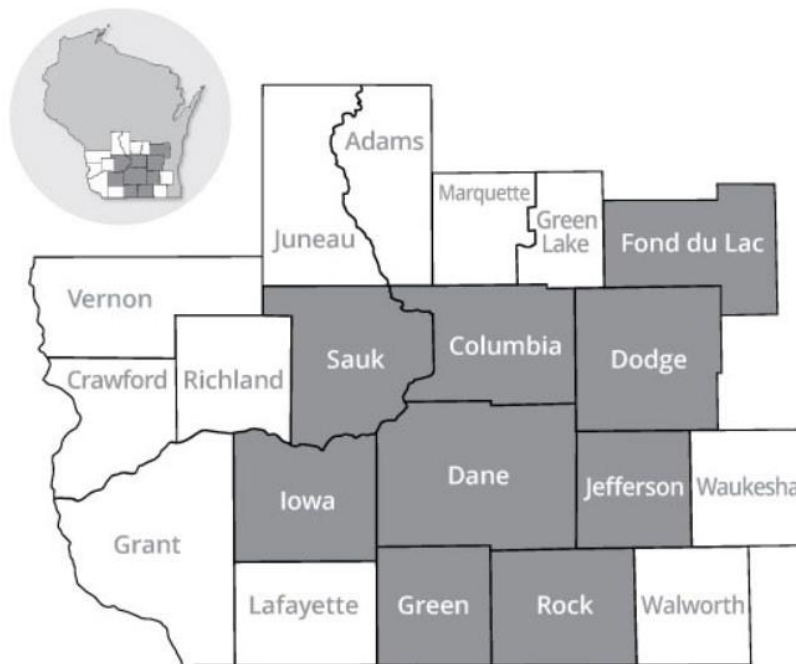 Adams
Juneau
Marquette
Green
Lake
Fond du Lac
Vernon
Sauk
Columbia
Dodge
Crawford
Richland
Iowa
Dane
Jefferson
Waukesha
Grant
Lafayette
Green
Rock
Walworth